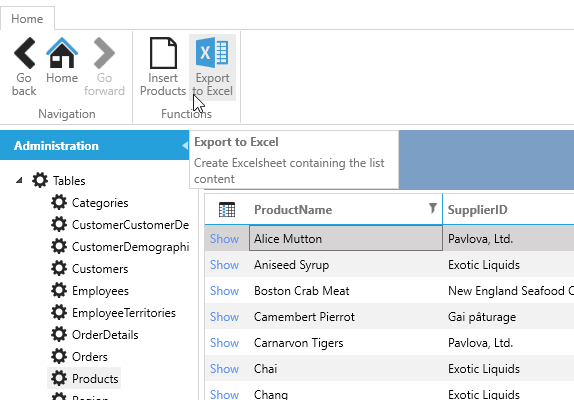 Home
Go back
Home
Go forward
Insert Products
Export to Excel
Navigation
Functions
Administration
Export to Excel
Create Excelsheet containing the list
content
Tables
Categories
CustomerCustomerDe
CustomerDemographi
Customers
Employees
EmployeeTerritories
OrderDetails
Orders
Products
Region
ProductName SupplierID
Show Alice Mutton Pavlova, Ltd.
Show Aniseed Syrup Exotic Liquids
Show Boston Crab Meat New England Seafood C
Show Camembert Pierrot Gai pâturage
Show Carnarvon Tigers Pavlova, Ltd.
Show Chai Exotic Liquids
Show Chang Exotic Liquids